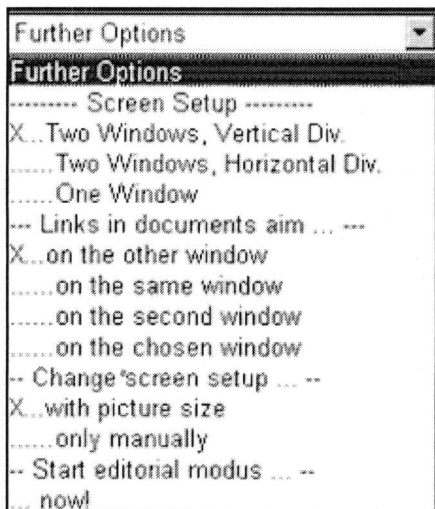 Further Options
Further Options
--------- Screen Setup ---------
X...Two Windows, Vertical Div.
......Two Windows, Horizontal Div.
......One Window
--- Links in documents aim ... ---
X...on the other window
......on the same window
......on the second window
......on the chosen window
-- Change screen setup ... --
X...with picture size
......only manually
-- Start editorial modus ... --
... now!